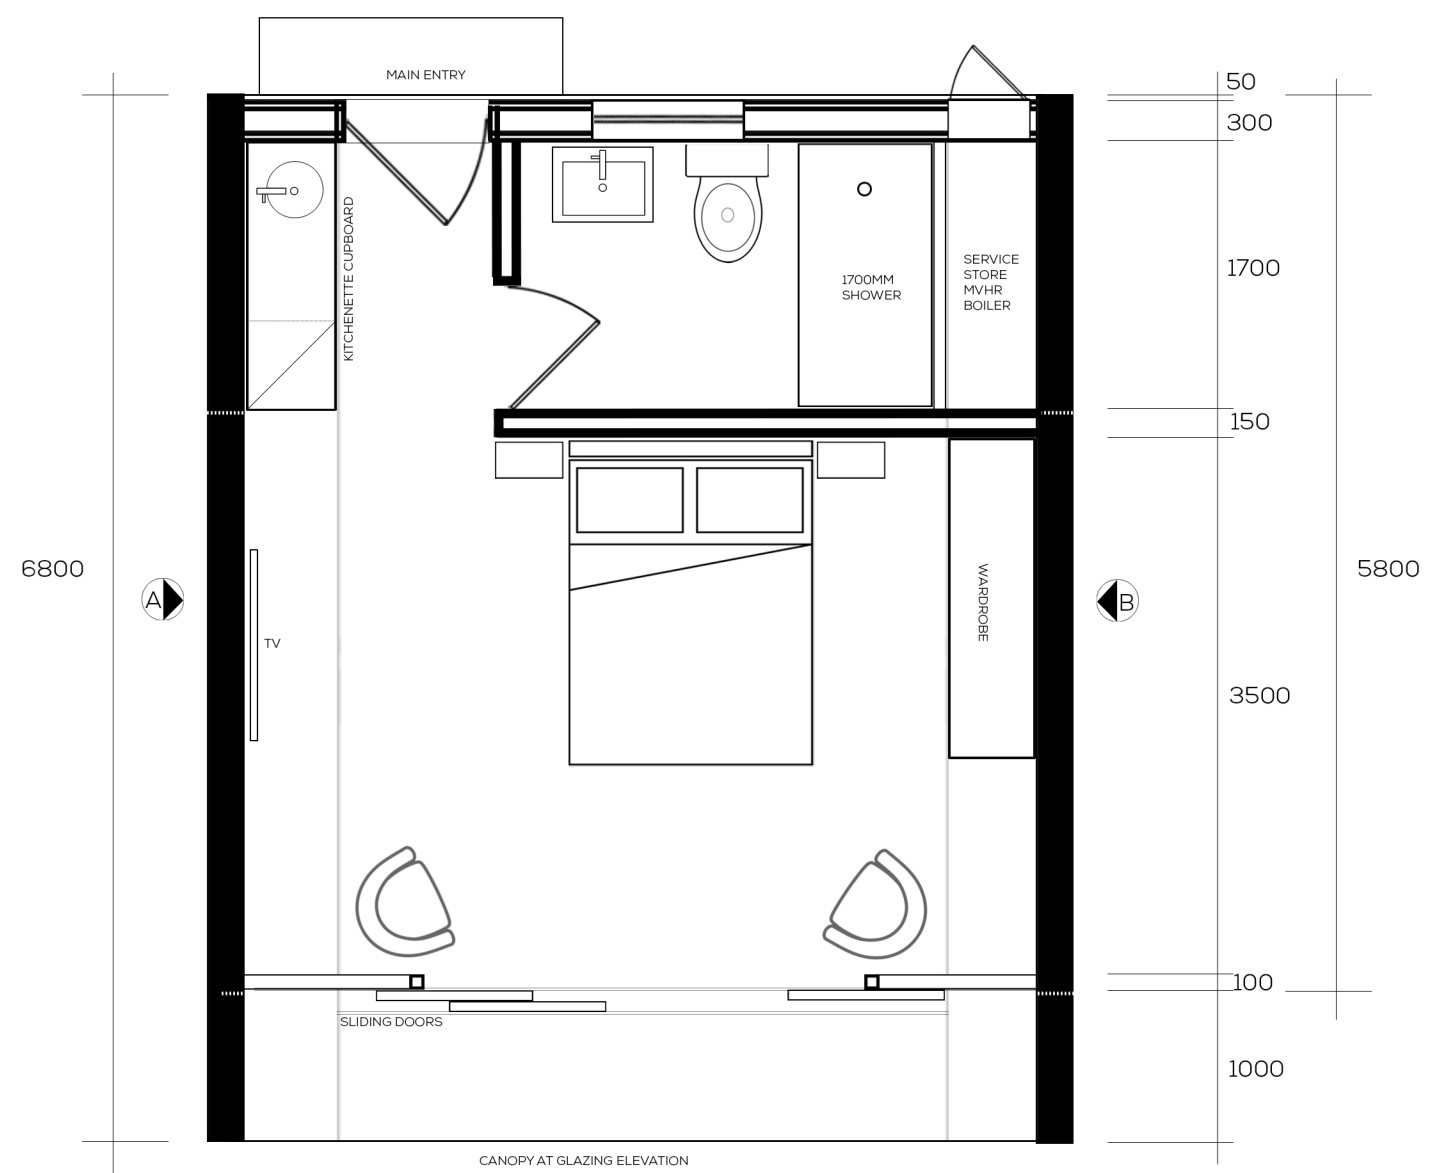 MAIN ENTRY
50
300
KITCHENETTE CUPBOARD
1700MM
SHOWER
SERVICE
STORE
MVHR
BOILER
1700
150
6800
A
TV
WARDROBE
B
5800
3500
100
SLIDING DOORS
1000
CANOPY AT GLAZING ELEVATION